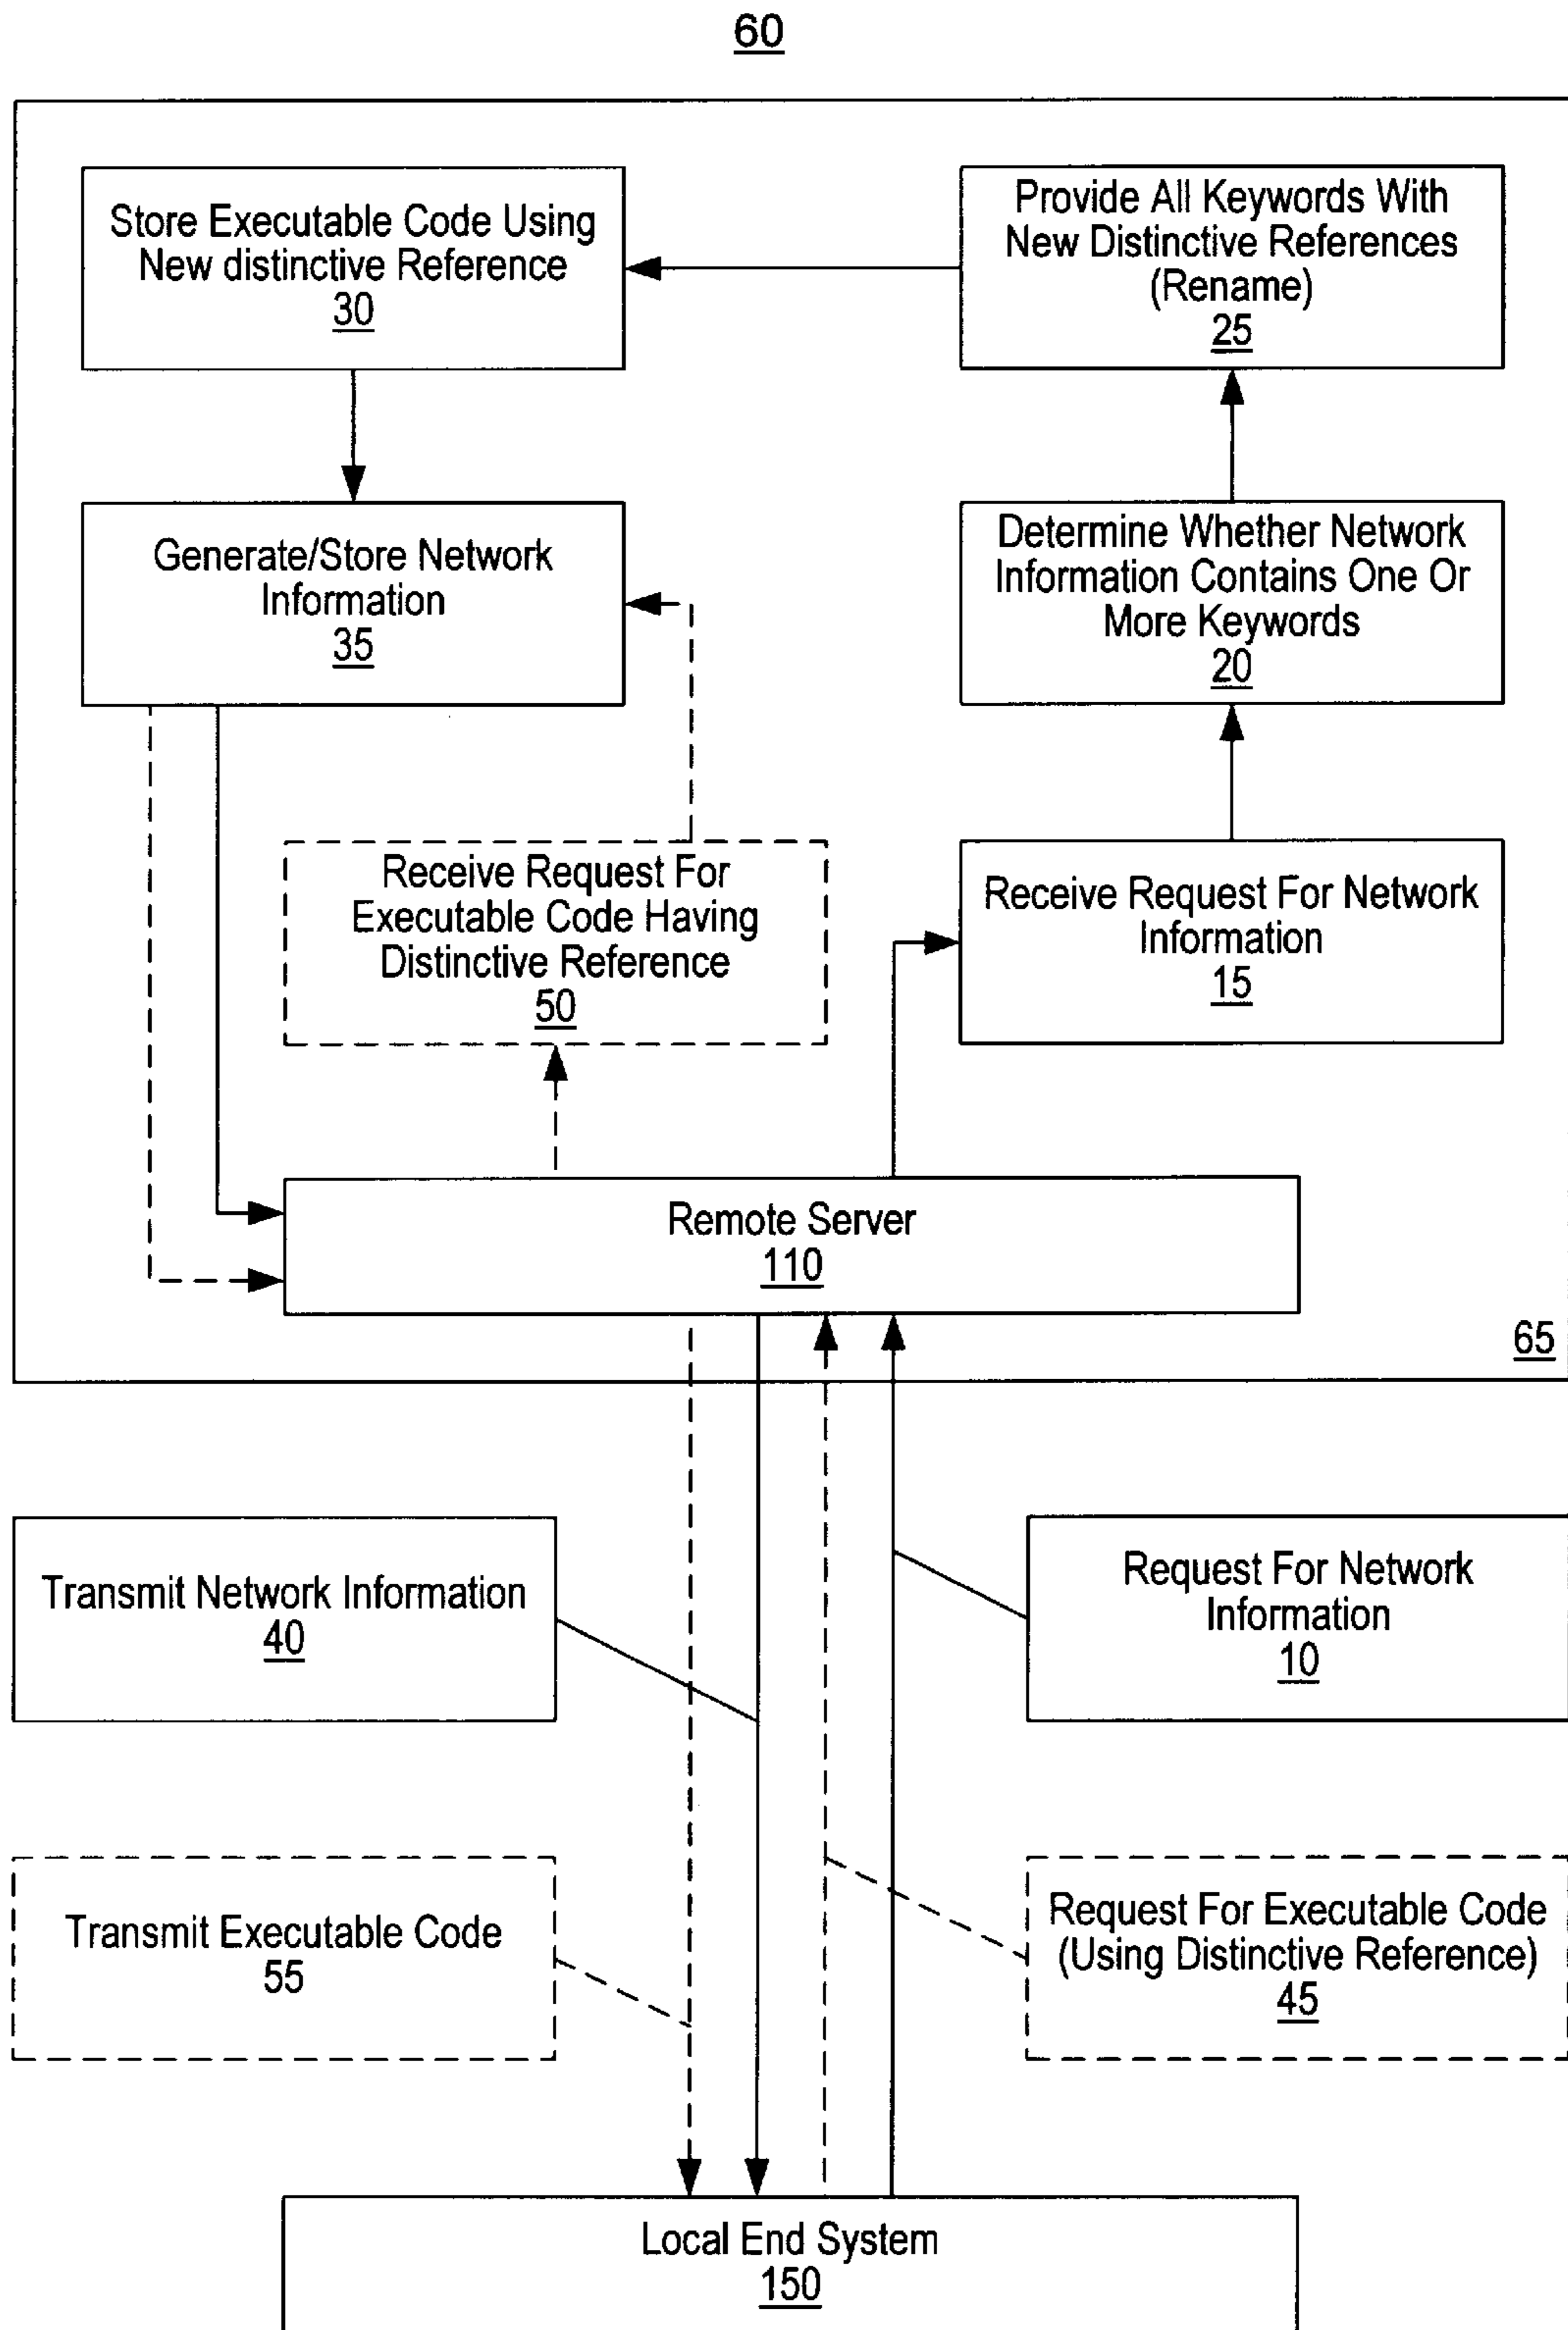 60
Store Executable Code Using
New distinctive Reference
30
Provide All Keywords With
New Distinctive References
(Rename)
25
Generate/Store Network
Information
35
Determine Whether Network
Information Contains One Or
More Keywords
20
Receive Request For
Executable Code Having
Distinctive Reference
50
Receive Request For Network
Information
15
Remote Server
110
65
Transmit Network Information
40
Request For Network
Information
10
Transmit Executable Code
55
Request For Executable Code
(Using Distinctive Reference)
45
Local End System
150